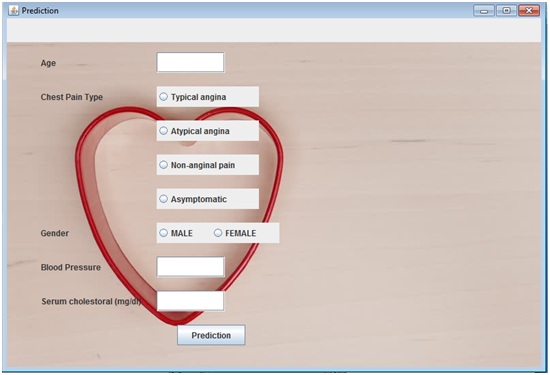 Prediction
Age
Chest Pain Type
Typical angina
Atypical angina
Non-anginal pain
Asymptomatic
Gender
MALE FEMALE
Blood Pressure
Serum cholestoral (mg/dl)
Prediction